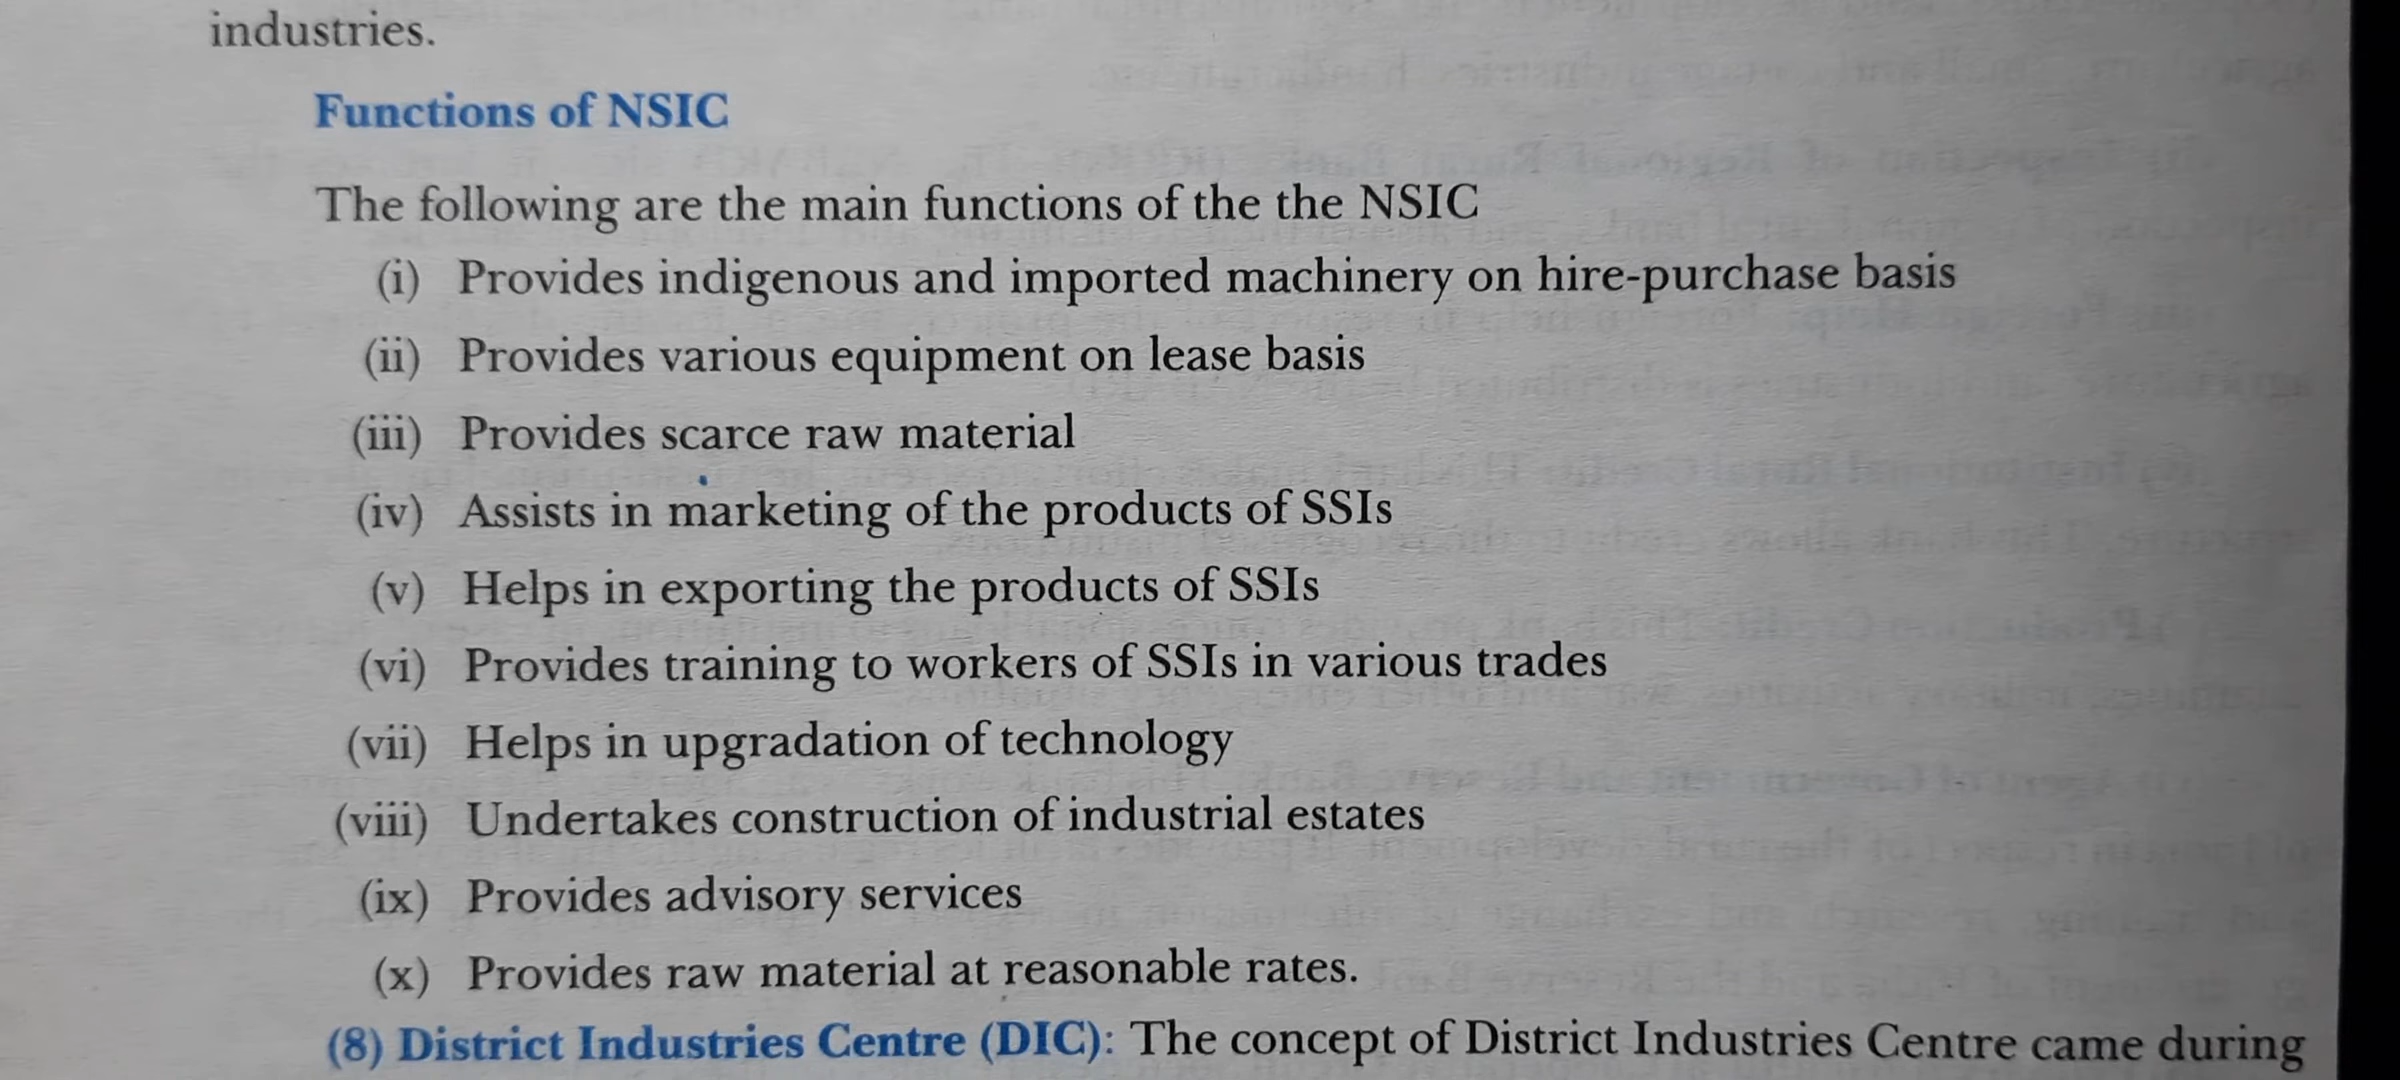 industries.
Functions of NSIC
The following are the main functions of the the NSIC
(i) Provides indigenous and imported machinery on hire-purchase basis
(ii) Provides various equipment on lease basis
(iii) Provides scarce raw material
(iv) Assists in marketing of the products of SSIs
(v) Helps in exporting the products of SSIs
(vi) Provides training to workers of SSIs in various trades
(vii) Helps in upgradation of technology
(viii) Undertakes construction of industrial estates
(ix) Provides advisory services
(x) Provides raw material at reasonable rates.
(8) District Industries Centre (DIC): The concept of District Industries Centre came during